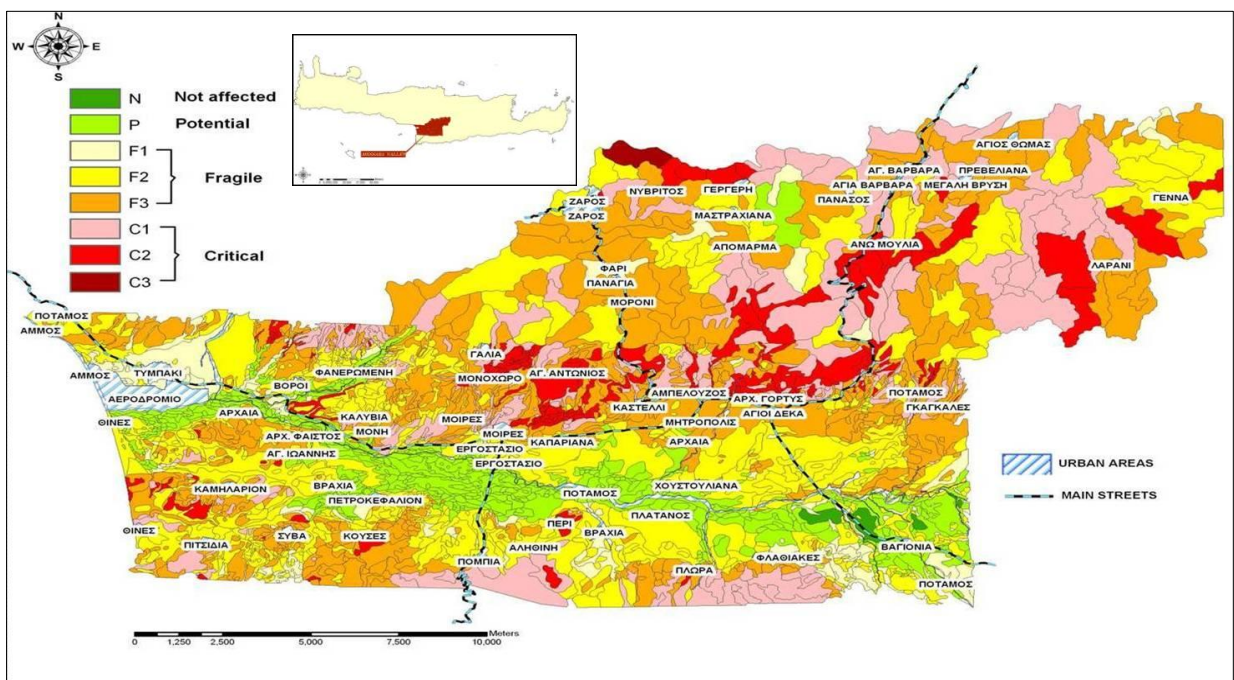 N
W E
S
N Not affected
P Potential
F1
F2 Fragile
F3
C1
C2 Critical
C3
MESSARA VALLEY
ΑΓΙΟΣ ΘΩΜΑΣ
ΑΓ. ΒΑΡΒΑΡΑ ΠΡΕΒΕΛΙΑΝΑ
ΝΥΒΡΙΤΟΣ ΓΕΡΓΕΡΗ ΑΓΙΑ ΒΑΡΒΑΡΑ ΜΕΓΑΛΗ ΒΡΥΣΗ
ΖΑΡΟΣ ΠΑΝΑΣΟΣ ΓΕΝΝΑ
ΖΑΡΟΣ ΜΑΣΤΡΑΧΙΑΝΑ
ΑΠΟΜΑΡΜΑ ΑΝΩ ΜΟΥΛΙΑ
ΦΑΡΙ ΛΑΡΑΝΙ
ΠΑΝΑΓΙΑ
ΜΟΡΟΝΙ
ΠΟΤΑΜΟΣ
ΑΜΜΟΣ
ΓΑΛΙΑ
ΑΜΜΟΣ ΤΥΜΠΑΚΙ ΦΑΝΕΡΩΜΕΝΗ ΜΟΝΟΧΩΡΟ ΑΓ. ΑΝΤΩΝΙΟΣ
ΒΟΡΟΙ
ΑΕΡΟΔΡΟΜΙΟ ΑΜΠΕΛΟΥΖΟΣ ΑΡΧ. ΓΟΡΤΥΣ ΠΟΤΑΜΟΣ
ΑΡΧΑΙΑ ΚΑΛΥΒΙΑ ΚΑΣΤΕΛΛΙ ΑΓΙΟΙ ΔΕΚΑ ΓΚΑΓΚΑΛΕΣ
ΘΙΝΕΣ ΜΟΙΡΕΣ ΜΗΤΡΟΠΟΛΙΣ
ΑΡΧ. ΦΑΙΣΤΟΣ ΜΟΝΗ ΜΟΙΡΕΣ ΚΑΠΑΡΙΑΝΑ ΑΡΧΑΙΑ
ΑΓ. ΙΩΑΝΝΗΣ ΕΡΓΟΣΤΑΣΙΟ
ΕΡΓΟΣΤΑΣΙΟ
URBAN AREAS
ΚΑΜΗΛΑΡΙΟΝ ΒΡΑΧΙΑ ΧΟΥΣΤΟΥΛΙΑΝΑ
ΠΕΤΡΟΚΕΦΑΛΙΟΝ ΠΟΤΑΜΟΣ
MAIN STREETS
ΠΛΑΤΑΝΟΣ
ΘΙΝΕΣ ΣΥΒΑ ΚΟΥΣΕΣ ΠΕΡΙ ΒΡΑΧΙΑ
ΠΙΤΣΙΔΙΑ ΑΛΗΘΙΝΗ ΒΑΓΙΟΝΙΑ
ΠΟΜΠΙΑ ΠΛΩΡΑ ΦΛΑΘΙΑΚΕΣ
ΠΟΤΑΜΟΣ
Meters
0 1,250 2,500 5,000 7,500 10,000